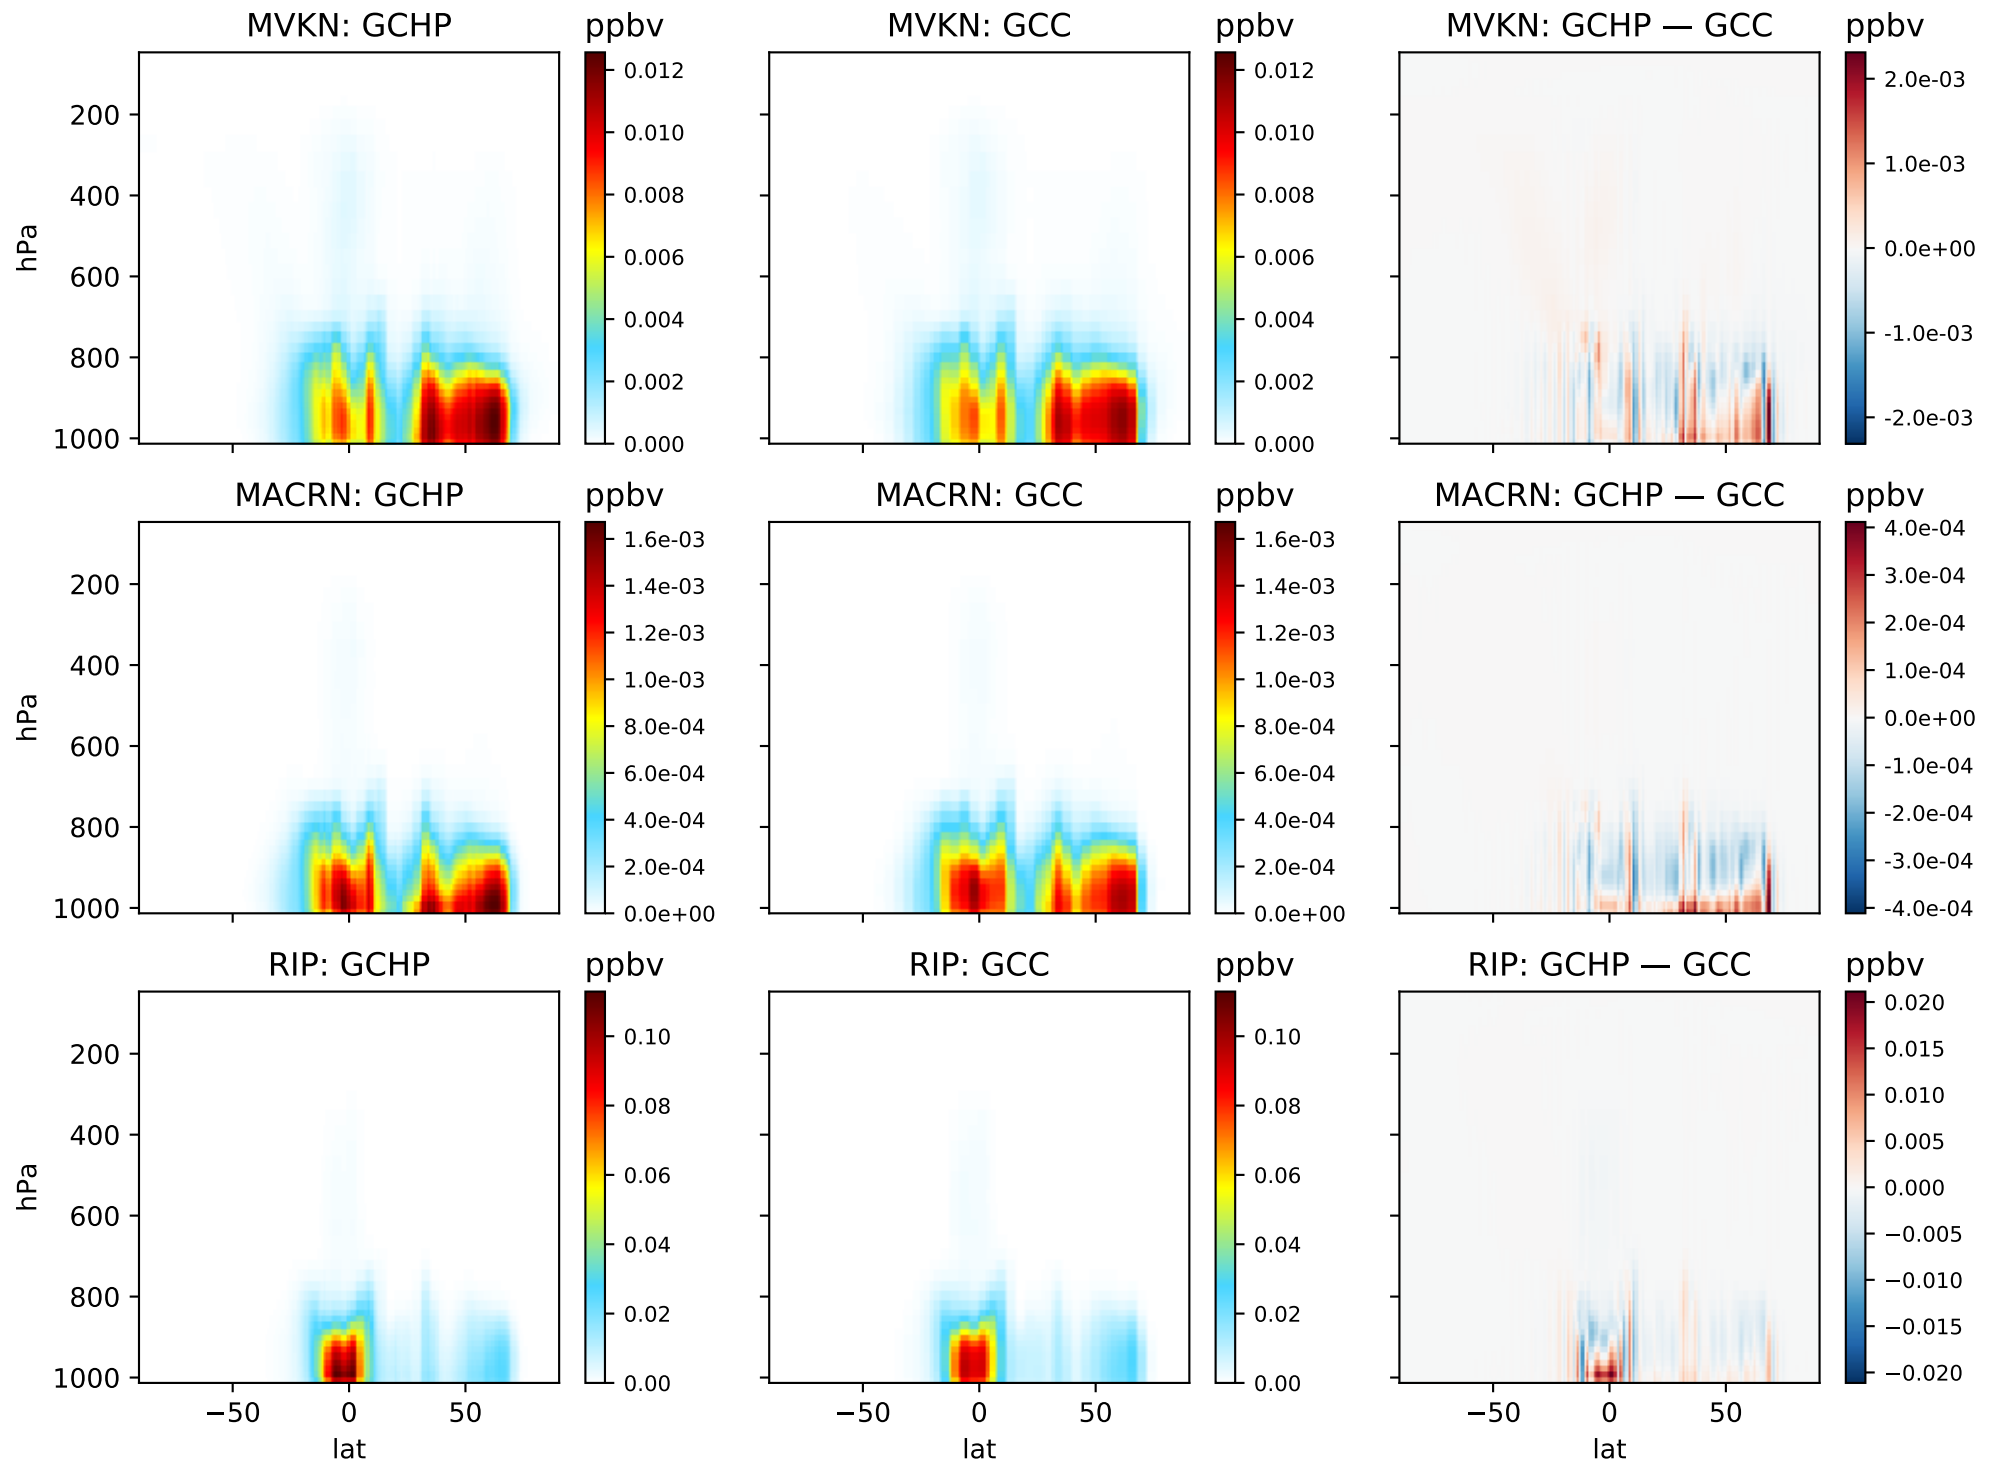 MVKN: GCHP ppbv MVKN: GCC ppbv MVKN: GCHP — GCC ppbv
hPa
200
400
600
800
1000
0.012
0.010
0.008
0.006
0.004
0.002
0.000
0.012
0.010
0.008
0.006
0.004
0.002
0.000
2.0e-03
1.0e-03
0.0e+00
-1.0e-03
-2.0e-03
MACRN: GCHP ppbv MACRN: GCC ppbv MACRN: GCHP — GCC ppbv
hPa
200
400
600
800
1000
1.6e-03
1.4e-03
1.2e-03
1.0e-03
8.0e-04
6.0e-04
4.0e-04
2.0e-04
0.0e+00
1.6e-03
1.4e-03
1.2e-03
1.0e-03
8.0e-04
6.0e-04
4.0e-04
2.0e-04
0.0e+00
4.0e-04
3.0e-04
2.0e-04
1.0e-04
0.0e+00
-1.0e-04
-2.0e-04
-3.0e-04
-4.0e-04
RIP: GCHP ppbv RIP: GCC ppbv RIP: GCHP — GCC ppbv
hPa
200
400
600
800
1000
0.10
0.08
0.06
0.04
0.02
0.00
0.10
0.08
0.06
0.04
0.02
0.00
0.020
0.015
0.010
0.005
0.000
−0.005
−0.010
−0.015
−0.020
−50 0 50 −50 0 50 −50 0 50
lat lat lat